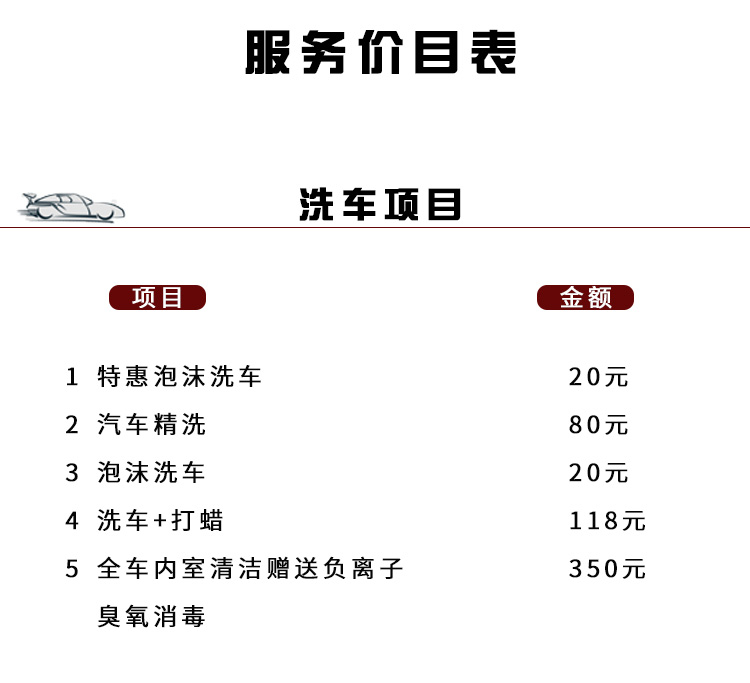 服务价目表
洗车项目
项目 金额
1 特惠泡沫洗车 20元
2 汽车精洗 80元
3 泡沫洗车 20元
4 洗车+打蜡 118元
5 全车内室清洁赠送负离子 350元
臭氧消毒